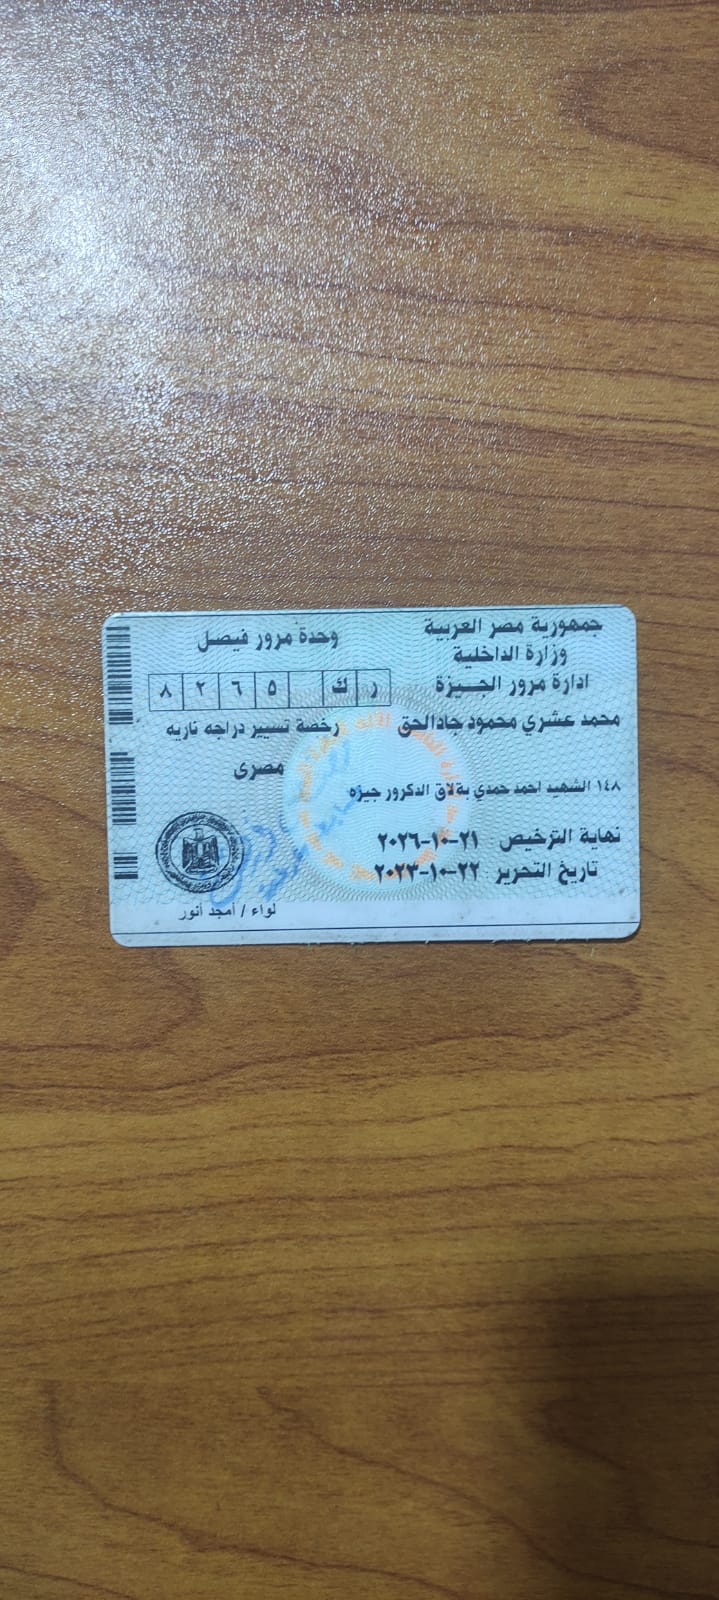 جمهورية مصر العربية
وزارة الداخلية
ادارة مرور الجـــيزة
وحدة مرور فيصل
ر ك ٥ ٦ ٢ ٨
محمد عشري محمود جادالحق
رخصة تسيير دراجه ناريه
مصرى
١٤٨ الشهيد احمد حمدي بةلاق الدكرور جيزه
نهاية الترخيص : ٢١-١٠-٢٠٢٦
تاريخ التحرير : ٢٢-١٠-٢٠٢٣
لواء / أمجد أنور